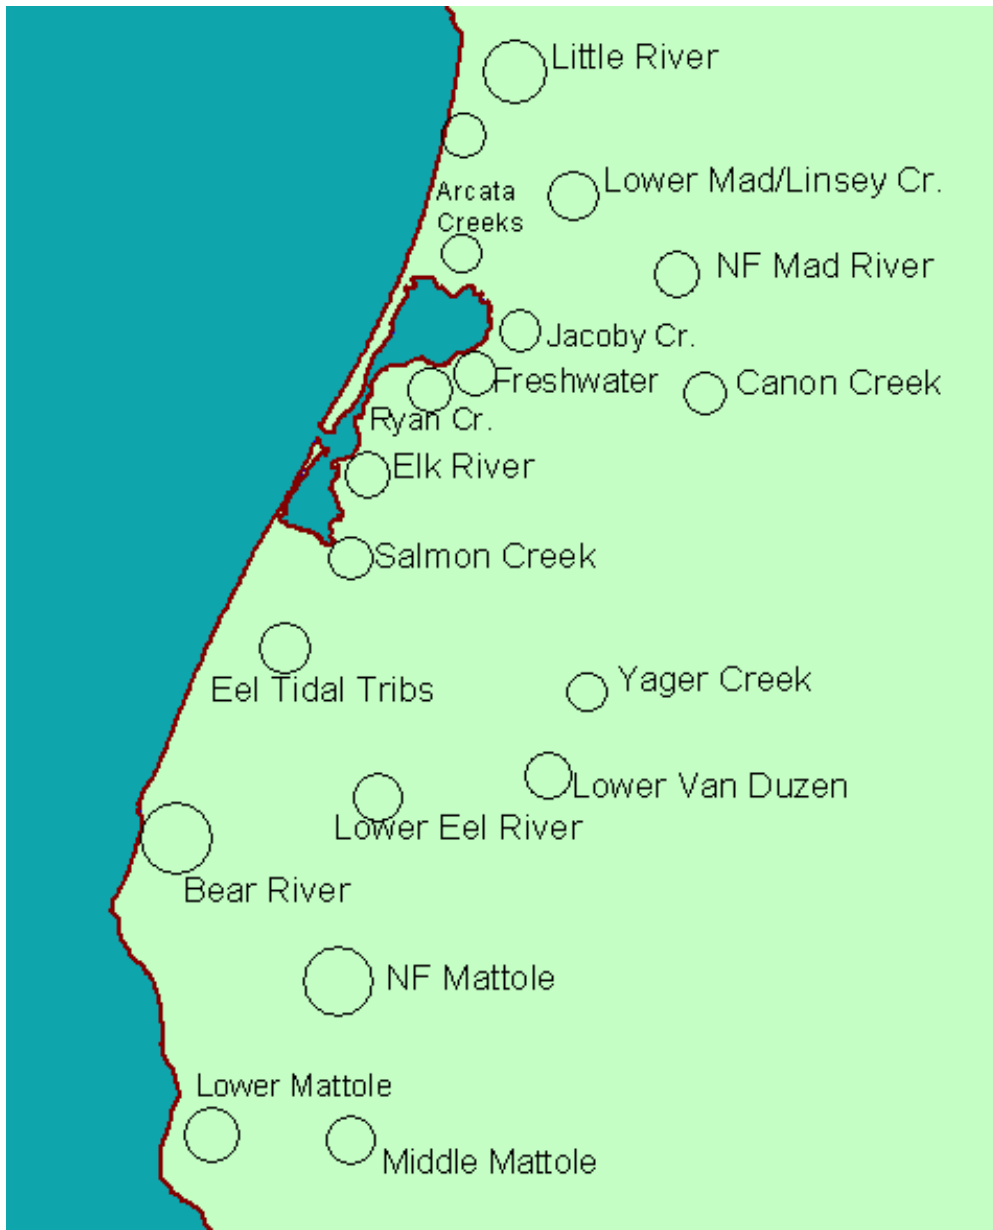 Little River
Arcata
Creeks
Lower Mad/Linsey Cr.
NF Mad River
Jacoby Cr.
Freshwater
Canon Creek
Ryan Cr.
Elk River
Salmon Creek
Eel Tidal Tribs
Yager Creek
Lower Van Duzen
Lower Eel River
Bear River
NF Mattole
Lower Mattole
Middle Mattole